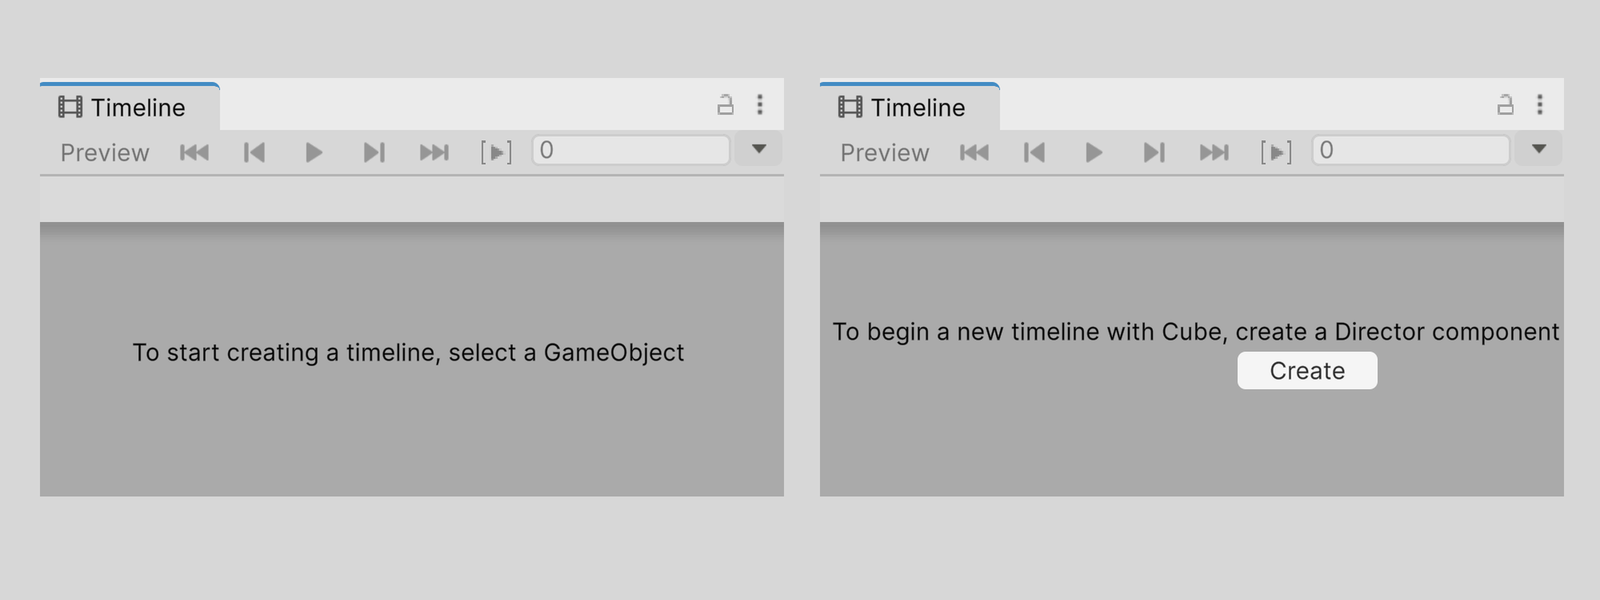 Timeline
Preview
0
To start creating a timeline, select a GameObject
Timeline
Preview
0
To begin a new timeline with Cube, create a Director component
Create